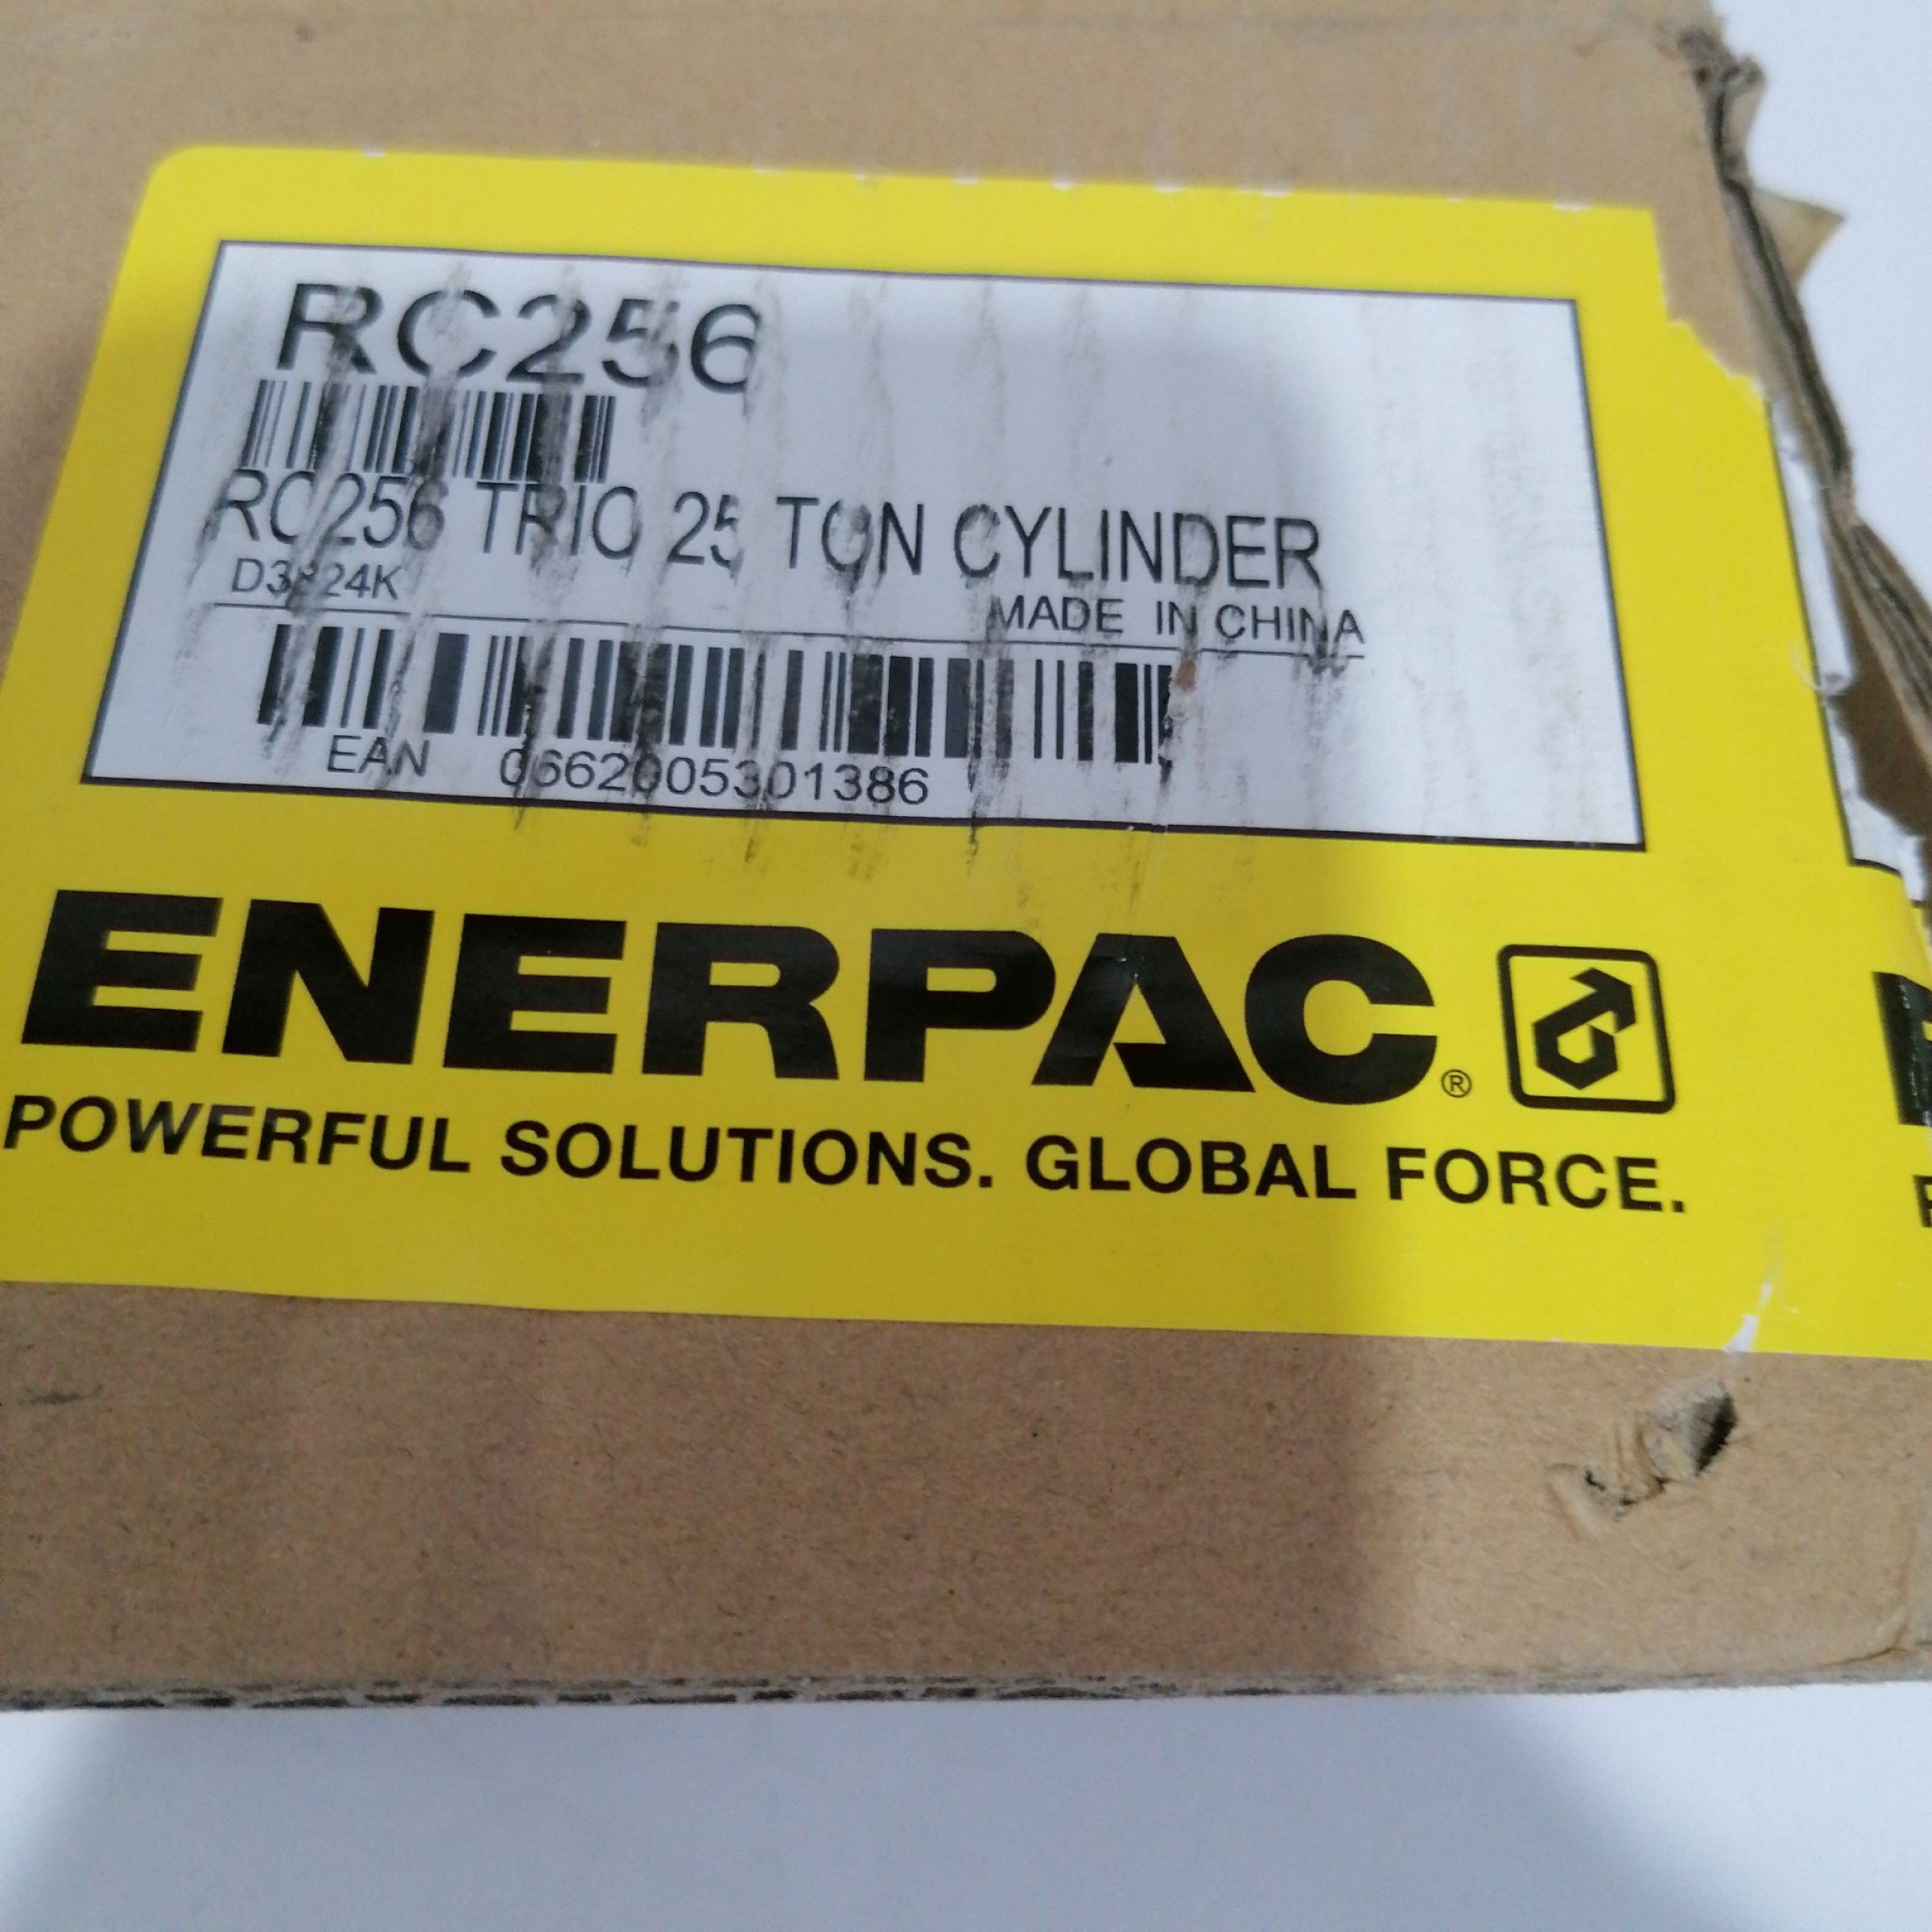 RC256
RC256 TRIO 25 TON CYLINDER
MADE IN CHINA
EAN 0662005301386
ENERPAC®
POWERFUL SOLUTIONS. GLOBAL FORCE.